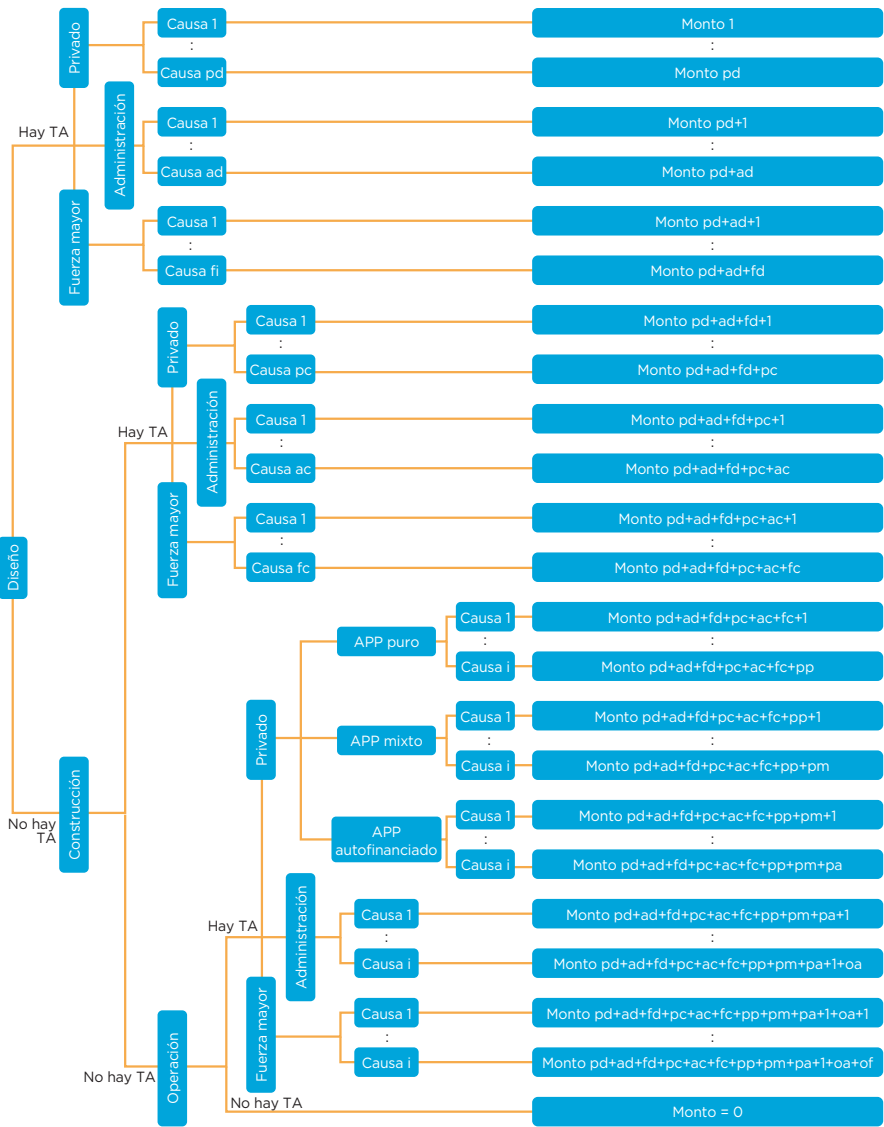 Privado
Causa 1
Monto 1
:
:
Causa pd
Monto pd
Hay TA
Administración
Causa 1
Monto pd+1
:
:
Causa ad
Monto pd+ad
Fuerza mayor
Causa 1
Monto pd+ad+1
:
:
Causa fi
Monto pd+ad+fd
Diseño
Privado
Causa 1
Monto pd+ad+fd+1
:
:
Causa pc
Monto pd+ad+fd+pc
Hay TA
Administración
Causa 1
Monto pd+ad+fd+pc+1
:
:
Causa ac
Monto pd+ad+fd+pc+ac
Fuerza mayor
Causa 1
Monto pd+ad+fd+pc+ac+1
:
:
Causa fc
Monto pd+ad+fd+pc+ac+fc
No hay
TA
Construcción
Privado
APP puro
Causa 1
Monto pd+ad+fd+pc+ac+fc+1
:
:
Causa i
Monto pd+ad+fd+pc+ac+fc+pp
APP mixto
Causa 1
Monto pd+ad+fd+pc+ac+fc+pp+1
:
:
Causa i
Monto pd+ad+fd+pc+ac+fc+pp+pm
APP
autofinanciado
Causa 1
Monto pd+ad+fd+pc+ac+fc+pp+pm+1
:
:
Causa i
Monto pd+ad+fd+pc+ac+fc+pp+pm+pa
Hay TA
Administración
Causa 1
Monto pd+ad+fd+pc+ac+fc+pp+pm+pa+1
:
:
Causa i
Monto pd+ad+fd+pc+ac+fc+pp+pm+pa+1+oa
Fuerza mayor
Causa 1
Monto pd+ad+fd+pc+ac+fc+pp+pm+pa+1+oa+1
:
:
Causa i
Monto pd+ad+fd+pc+ac+fc+pp+pm+pa+1+oa+of
No hay TA
Operación
No hay TA
Monto = 0